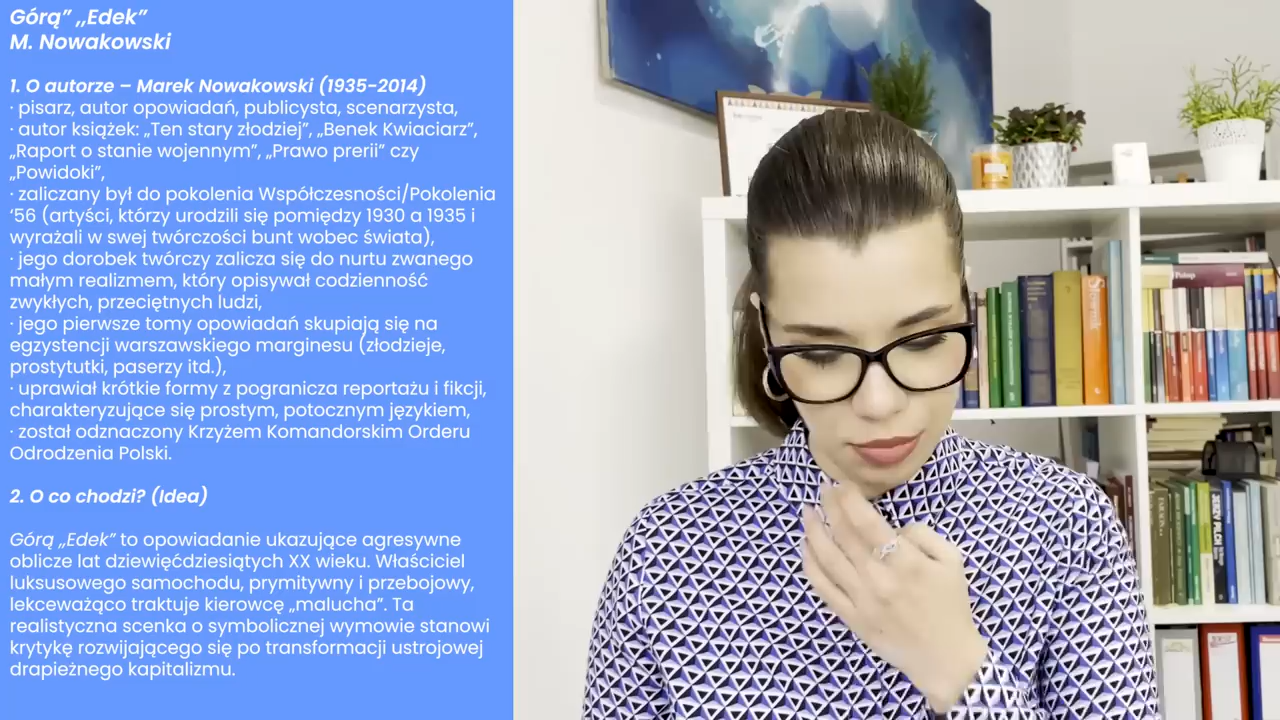 Górą” ,,Edek”
M. Nowakowski
1. O autorze – Marek Nowakowski (1935-2014)
· pisarz, autor opowiadań, publicysta, scenarzysta,
· autor książek: „Ten stary złodziej”, „Benek Kwiaciarz”,
„Raport o stanie wojennym”, „Prawo prerii” czy
„Powidoki”,
· zaliczany był do pokolenia Współczesności/Pokolenia
‘56 (artyści, którzy urodzili się pomiędzy 1930 a 1935 i
wyrażali w swej twórczości bunt wobec świata),
· jego dorobek twórczy zalicza się do nurtu zwanego
małym realizmem, który opisywał codzienność
zwykłych, przeciętnych ludzi,
· jego pierwsze tomy opowiadań skupiają się na
egzystencji warszawskiego marginesu (złodzieje,
prostytutki, paserzy itd.),
· uprawiał krótkie formy z pogranicza reportażu i fikcji,
charakteryzujące się prostym, potocznym językiem,
· został odznaczony Krzyżem Komandorskim Orderu
Odrodzenia Polski.
2. O co chodzi? (Idea)
Górą „Edek” to opowiadanie ukazujące agresywne
oblicze lat dziewięćdziesiątych XX wieku. Właściciel
luksusowego samochodu, prymitywny i przebojowy,
lekceważąco traktuje kierowcę „malucha”. Ta
realistyczna scenka o symbolicznej wymowie stanowi
krytykę rozwijającego się po transformacji ustrojowej
drapieżnego kapitalizmu.
Potop
Słownik
JERZY PILCH